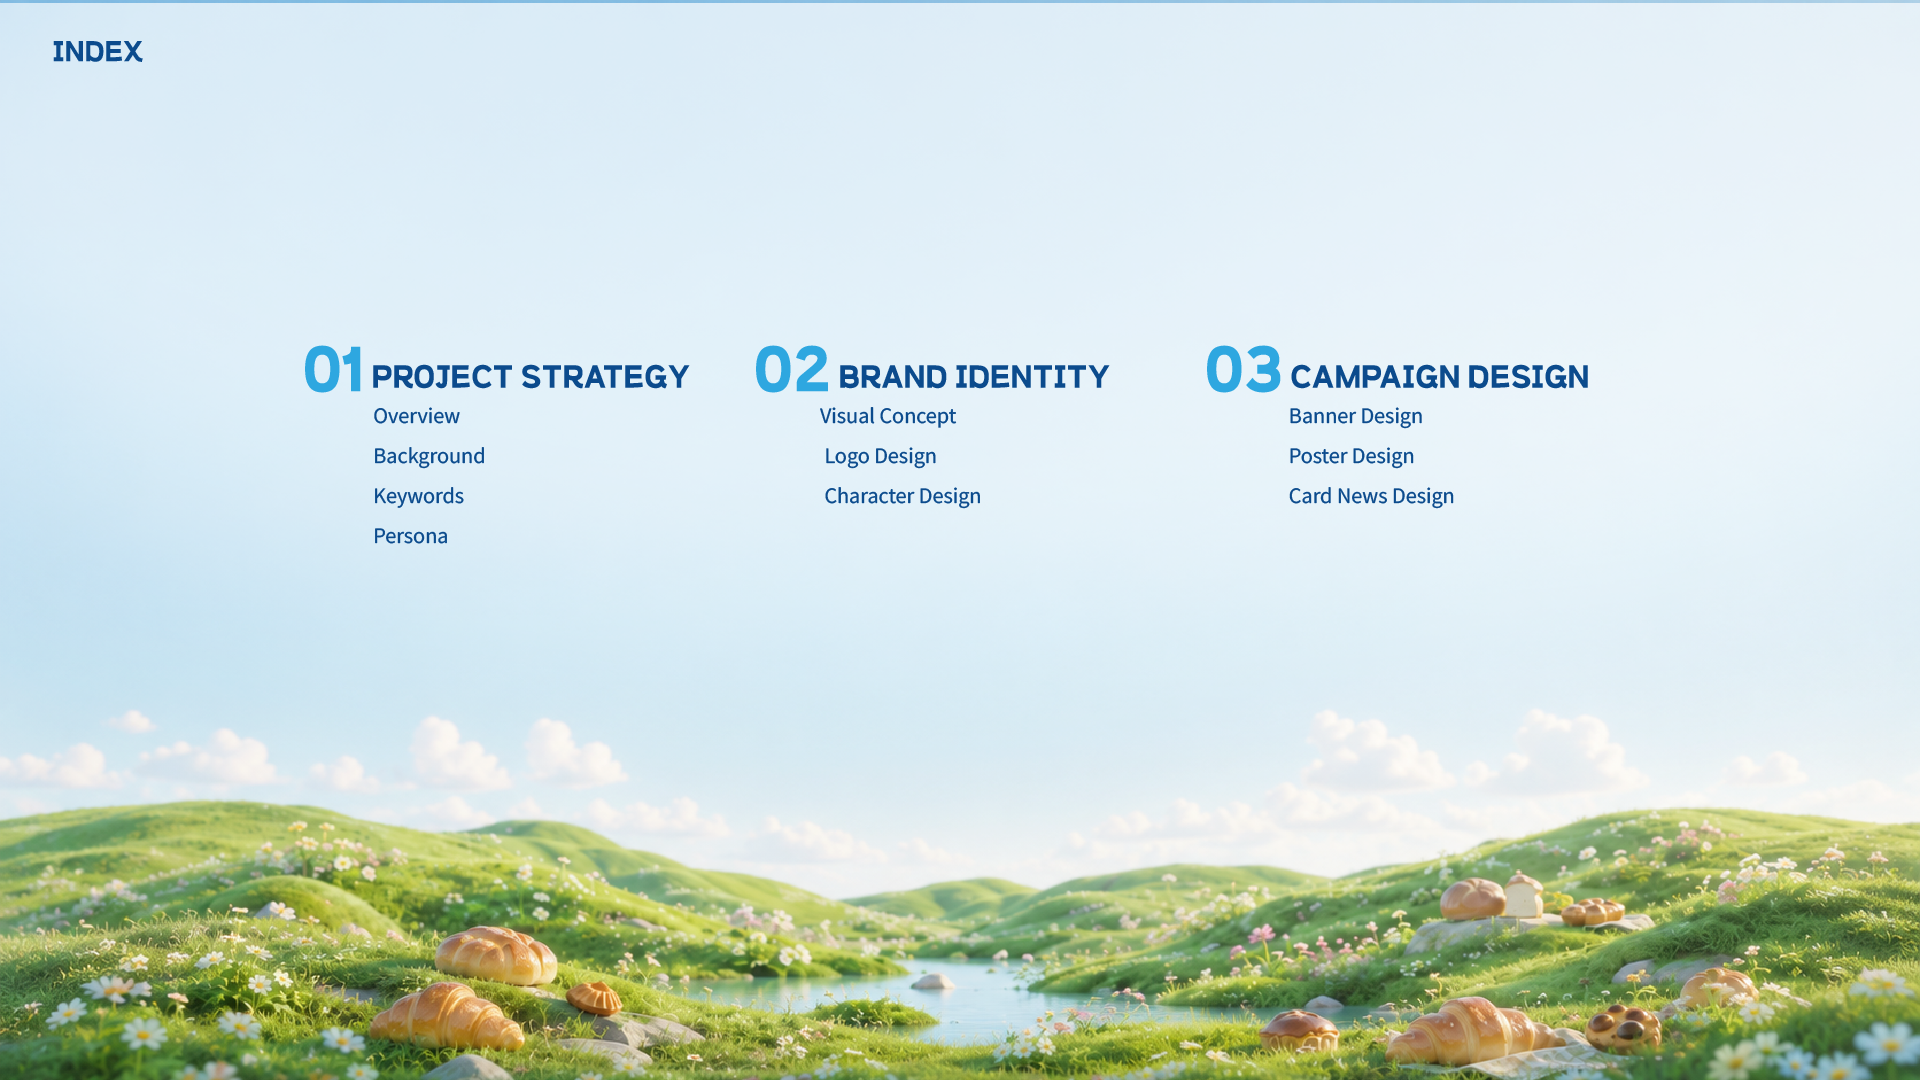 INDEX
01 PROJECT STRATEGY
Overview
Background
Keywords
Persona
02 BRAND IDENTITY
Visual Concept
Logo Design
Character Design
03 CAMPAIGN DESIGN
Banner Design
Poster Design
Card News Design